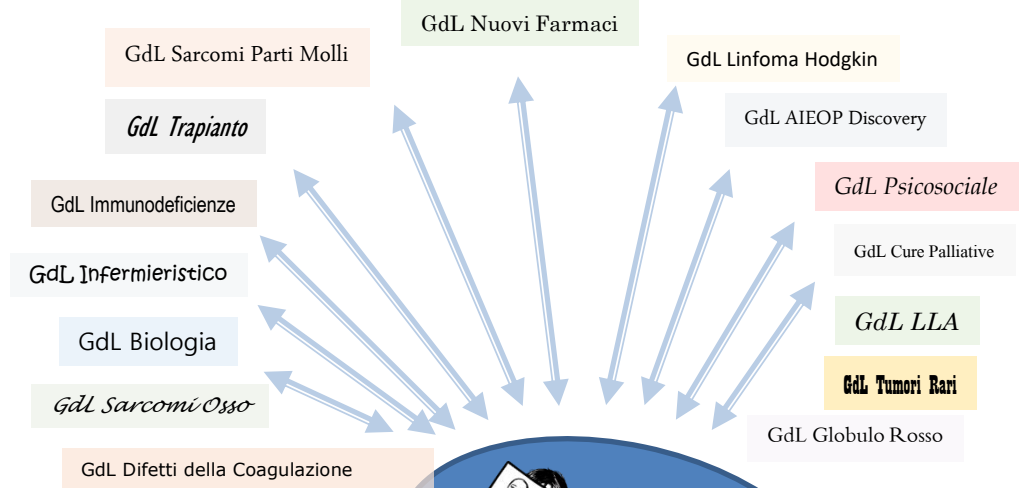 GdL Nuovi Farmaci
GdL Sarcomi Parti Molli
GdL Linfoma Hodgkin
GdL Trapianto
GdL AIEOP Discovery
GdL Immunodeficienze
GdL Psicosociale
GdL Infermieristico
GdL Cure Palliative
GdL Biologia
GdL LLA
GdL Sarcomi Osso
GdL Tumori Rari
GdL Globulo Rosso
GdL Difetti della Coagulazione